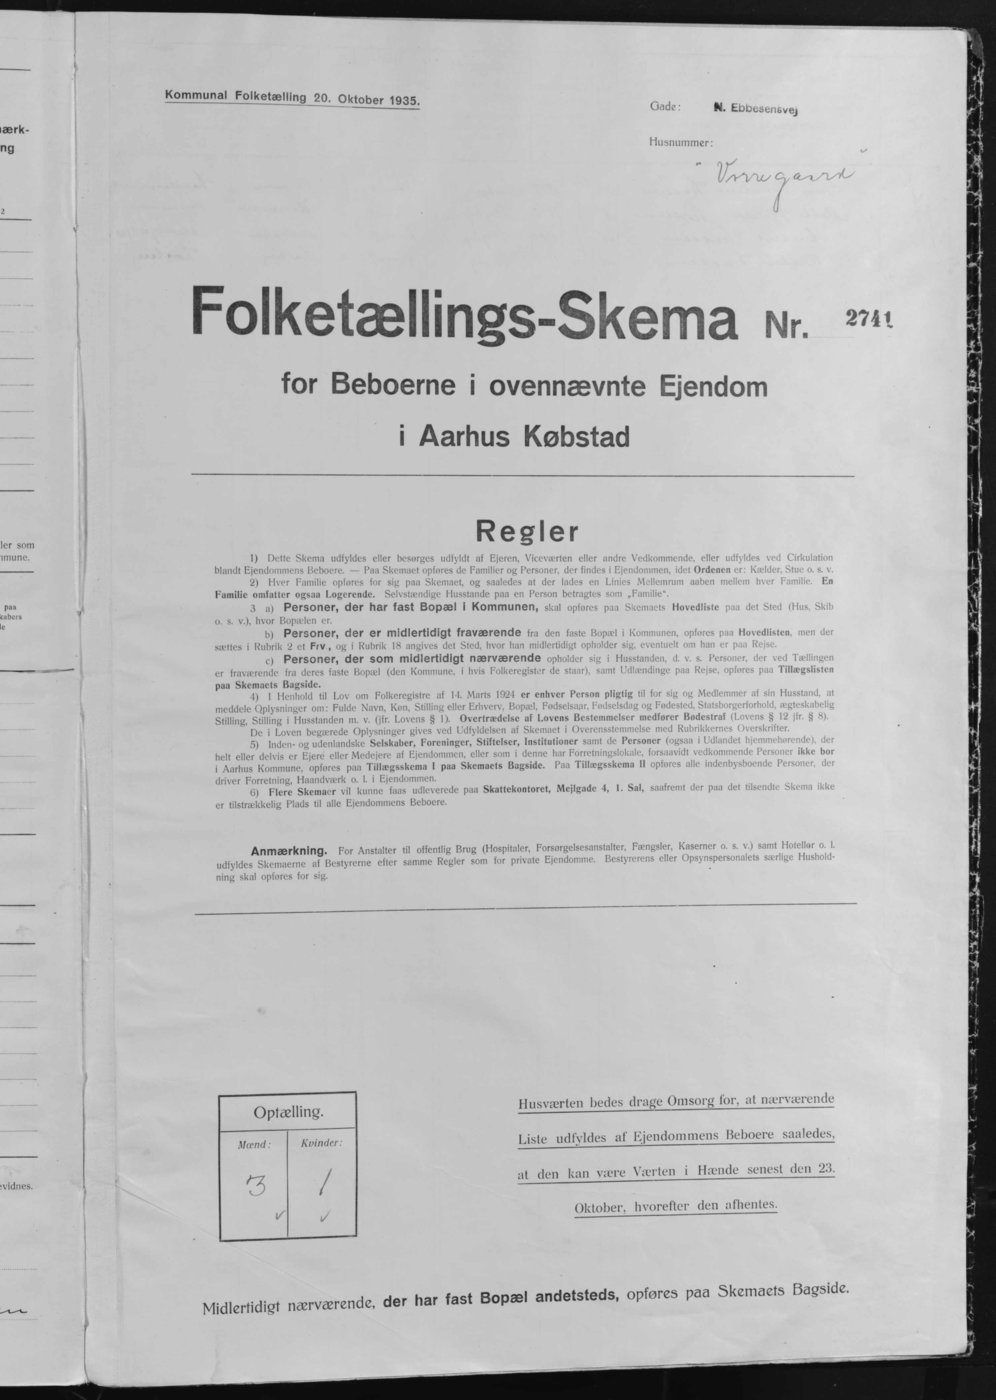 Kommunal Folketælling 20. Oktober 1935.
Gade: N. Ebbesensvej
Husnummer:
Folketællings-Skema Nr. 2741
for Beboerne i ovennævnte Ejendom
i Aarhus Købstad
Regler
1) Dette Skema udfyldes eller besørges udfyldt af Ejeren, Viceværten eller andre Vedkommende, eller udfyldes ved Cirkulation
blandt Ejendommens Beboere. — Paa Skemaet opføres de Familier og Personer, der findes i Ejendommen, idet Ordenen er: Kælder, Stue o. s. v.
2) Hver Familie opføres for sig paa Skemaet, og saaledes at der lades en Linies Mellemrum aaben mellem hver Familie. En
Familie omfatter ogsaa Logerende. Selvstændige Husstande paa en Person betragtes som „Familie“.
3 a) Personer, der har fast Bopæl i Kommunen, skal opføres paa Skemaets Hovedliste paa det Sted (Hus, Skib
o. s. v.), hvor Bopælen er.
b) Personer, der er midlertidigt fraværende fra den faste Bopæl i Kommunen, opføres paa Hovedlisten, men der
sættes i Rubrik 2 et Frv., og i Rubrik 18 angives det Sted, hvor han midlertidigt opholder sig, eventuelt om han er paa Rejse.
c) Personer, der som midlertidigt nærværende opholder sig i Husstanden, d. v. s. Personer, der ved Tællingen
er fraværende fra deres faste Bopæl (den Kommune, i hvis Folkeregister de staar), samt Udlændinge paa Rejse, opføres paa Tillægslisten
paa Skemaets Bagside.
4) I Henhold til Lov om Folkeregistre af 14. Marts 1924 er enhver Person pligtig til for sig og Medlemmer af sin Husstand, at
meddele Oplysninger om: Fulde Navn, Køn, Stilling eller Erhverv, Bopæl, Fødselsaar, Fødselsdag og Fødested, Statsborgerforhold, ægteskabelig
Stilling, Stilling i Husstanden m. v. (jfr. Lovens § 1). Overtrædelse af Lovens Bestemmelser medfører Bødestraf (Lovens § 12 jfr. § 8).
De i Loven begærede Oplysninger gives ved Udfyldelsen af Skemaet i Overensstemmelse med Rubrikkernes Overskrifter.
5) Inden- og udenlandske Selskaber, Foreninger, Stiftelser, Institutioner samt de Personer (ogsaa i Udlandet hjemmehørende), der
helt eller delvis er Ejere eller Medejere af Ejendommen, eller som i denne har Forretningslokale, forsaavidt vedkommende Personer ikke bor
i Aarhus Kommune, opføres paa Tillægsskema I paa Skemaets Bagside. Paa Tillægsskema II opføres alle indenbysboende Personer, der
driver Forretning, Haandværk o. l. i Ejendommen.
6) Flere Skemaer vil kunne faas udleverede paa Skattekontoret, Mejlgade 4, 1. Sal, saafremt der paa det tilsendte Skema ikke
er tilstrækkelig Plads til alle Ejendommens Beboere.
Anmærkning. For Anstalter til offentlig Brug (Hospitaler, Forsørgelsesanstalter, Fængsler, Kaserner o. s. v.) samt Hoteller o. l.
udfyldes Skemaerne af Bestyrerne efter samme Regler som for private Ejendomme. Bestyrerens eller Opsynspersonalets særlige Hushold-
ning skal opføres for sig.
Optælling.
Mænd: Kvinder:
3 1
Husværten bedes drage Omsorg for, at nærværende
Liste udfyldes af Ejendommens Beboere saaledes,
at den kan være Værten i Hænde senest den 23.
Oktober, hvorefter den afhentes.
Midlertidigt nærværende, der har fast Bopæl andetsteds, opføres paa Skemaets Bagside.